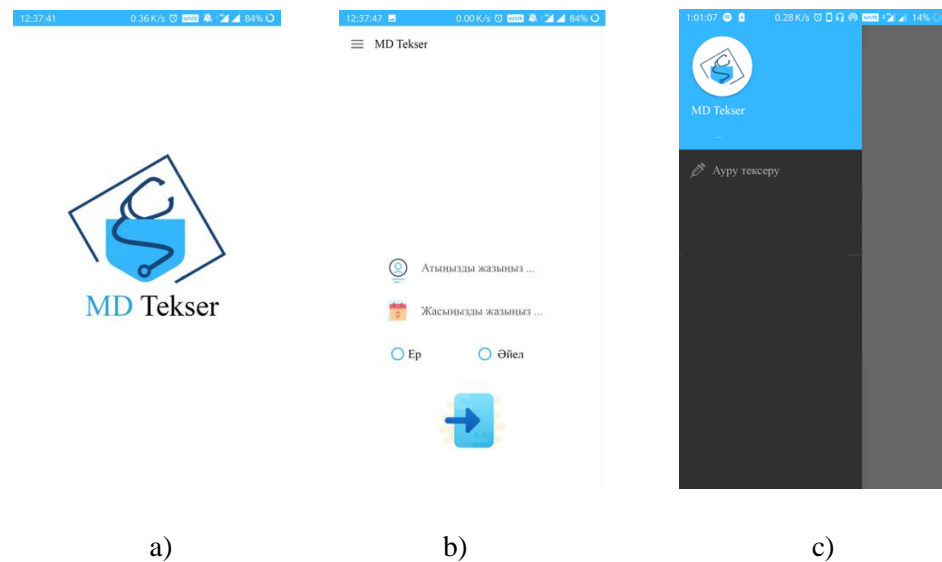 12:37:41 0.36 K/s 84%
MD Tekser
a)
12:37:47 0.00 K/s 84%
MD Tekser
Атыңызды жазыңыз ...
Жасыңызды жазыңыз ...
Ер Әйел
b)
1:01:07 0.28 K/s 14%
MD Tekser
Ауру тексеру
c)